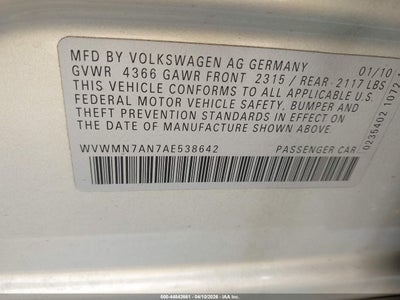 MFD BY VOLKSWAGEN AG GERMANY 01/10
GVWR 4366 GAWR FRONT 2315 / REAR - 2117 LBS
THIS VEHICLE CONFORMS TO ALL APPLICABLE U.S.
FEDERAL MOTOR VEHICLE SAFETY, BUMPER AND
THEFT PREVENTION STANDARDS IN EFFECT ON
THE DATE OF MANUFACTURE SHOWN ABOVE.
WVWMN7AN7AE538642 PASSENGER CAR
0235402 1072